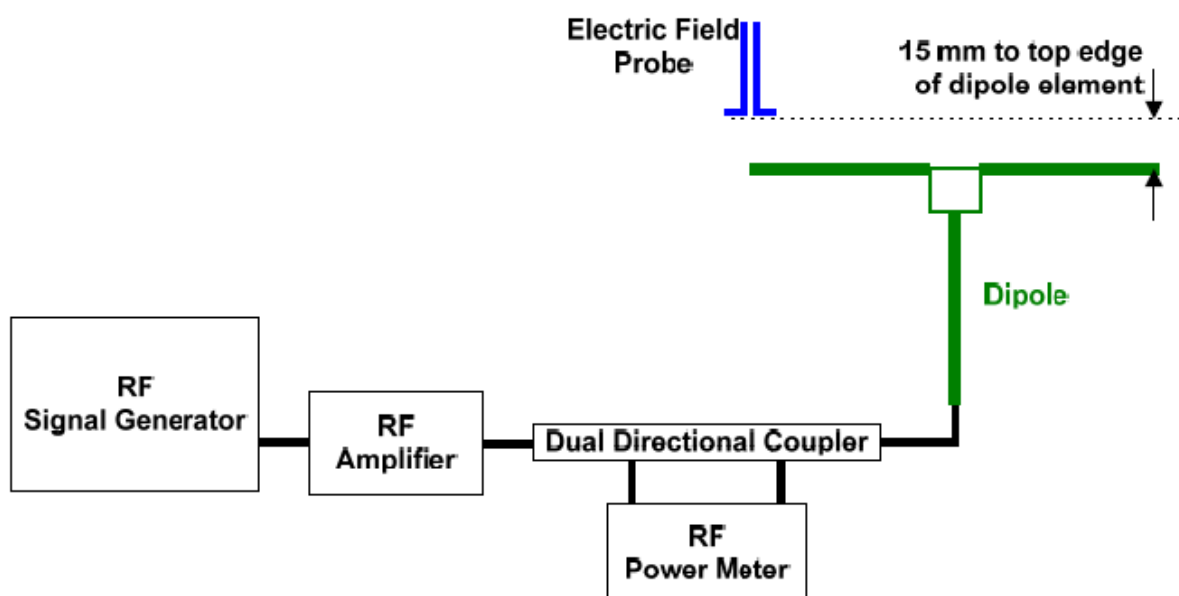 Electric Field
Probe
15 mm to top edge
of dipole element
Dipole
RF
Signal Generator
RF
Amplifier
Dual Directional Coupler
RF
Power Meter